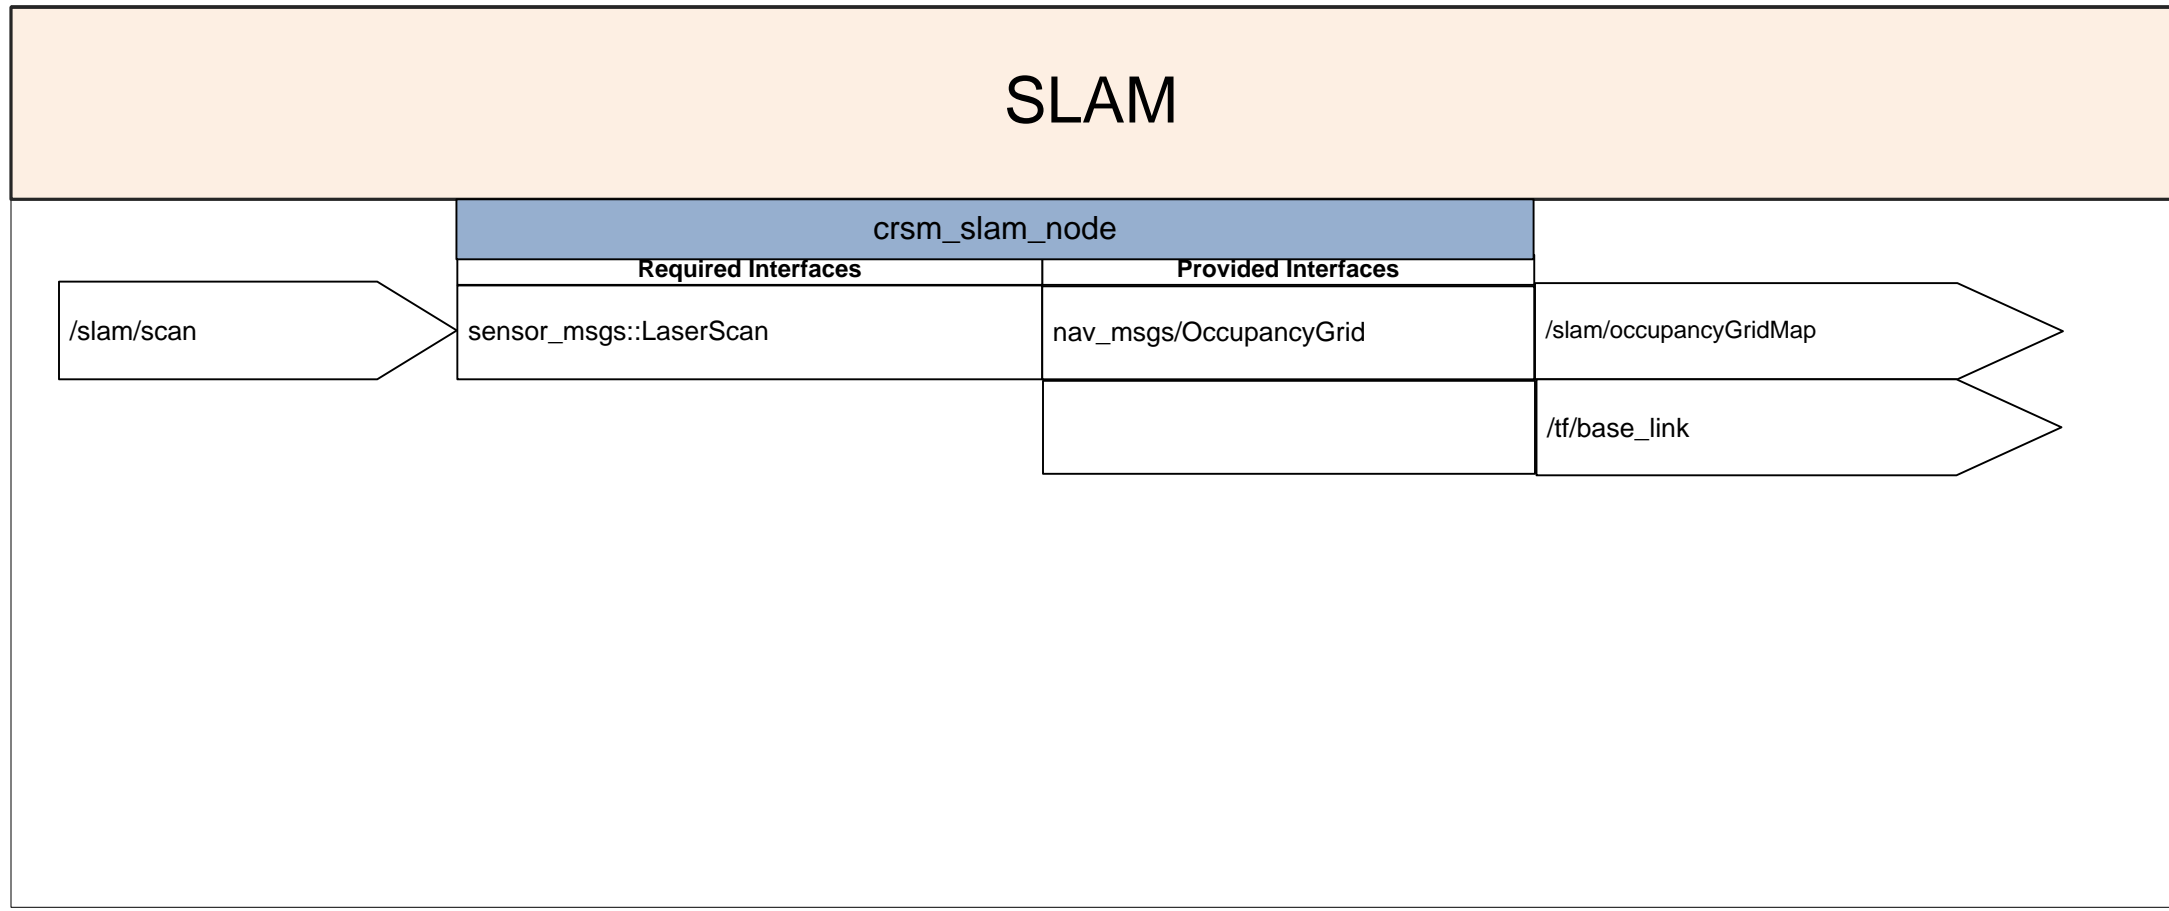 SLAM
crsm_slam_node
Required Interfaces
Provided Interfaces
/slam/scan
sensor_msgs::LaserScan
nav_msgs/OccupancyGrid
/slam/occupancyGridMap
/tf/base_link